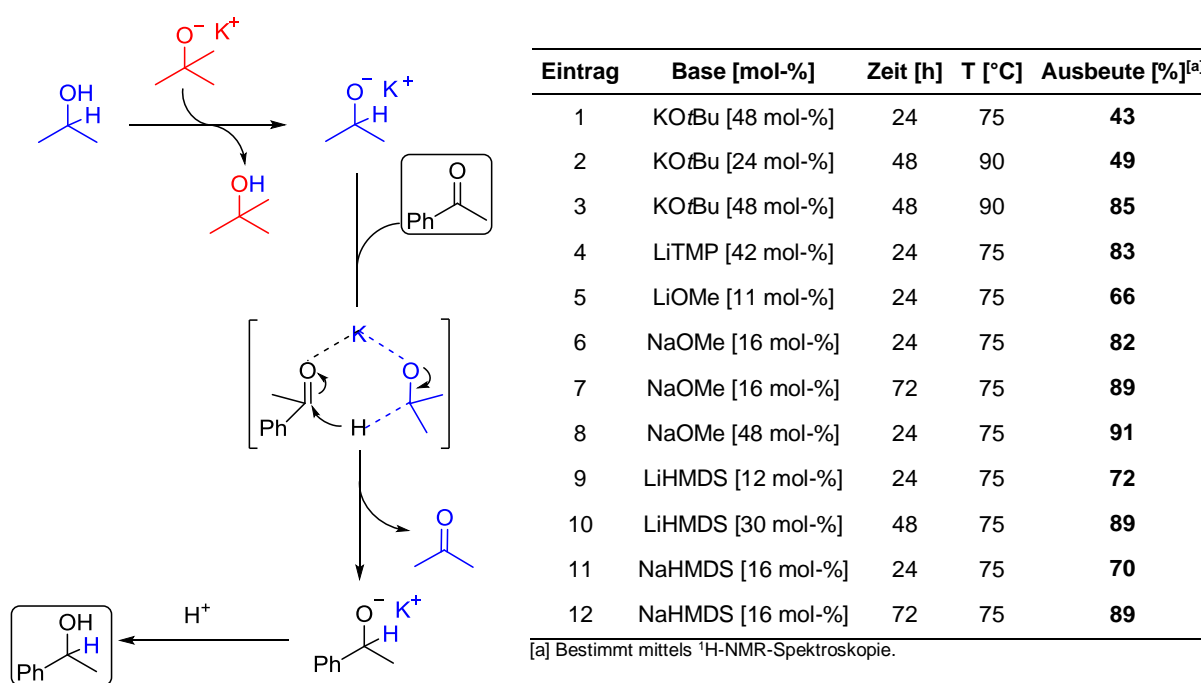 O⁻ K⁺
OH
H
O⁻ K⁺
H
OH
O
Ph
K
O
O
Ph
H
O
OH
H
Ph
H⁺
O⁻ K⁺
H
Ph
Eintrag Base [mol-%] Zeit [h] T [°C] Ausbeute [%][a]
1 KOtBu [48 mol-%] 24 75 43
2 KOtBu [24 mol-%] 48 90 49
3 KOtBu [48 mol-%] 48 90 85
4 LiTMP [42 mol-%] 24 75 83
5 LiOMe [11 mol-%] 24 75 66
6 NaOMe [16 mol-%] 24 75 82
7 NaOMe [16 mol-%] 72 75 89
8 NaOMe [48 mol-%] 24 75 91
9 LiHMDS [12 mol-%] 24 75 72
10 LiHMDS [30 mol-%] 48 75 89
11 NaHMDS [16 mol-%] 24 75 70
12 NaHMDS [16 mol-%] 72 75 89
[a] Bestimmt mittels ¹H-NMR-Spektroskopie.